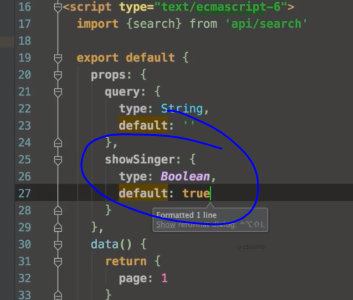 16 <script type="text/ecmascript-6">
17 import {search} from 'api/search'
18
19 export default {
20 props: {
21 query: {
22 type: String,
23 default: ''
24 },
25 showSinger: {
26 type: Boolean,
27 default: true
Formatted 1 line
28 }
29 },
30 data() {
31 return {
32 page: 1
33 }